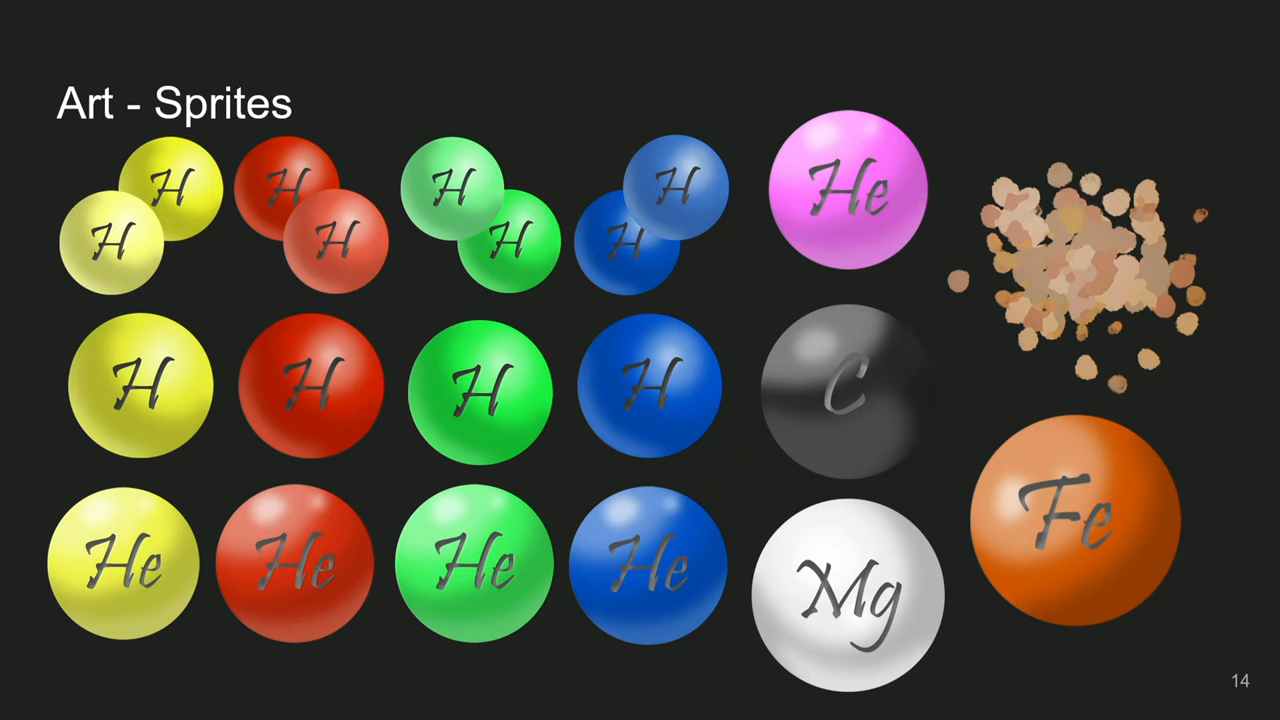 Art - Sprites
H H H H He
H H H H
H H H H C
Fe
He He He He Mg
14